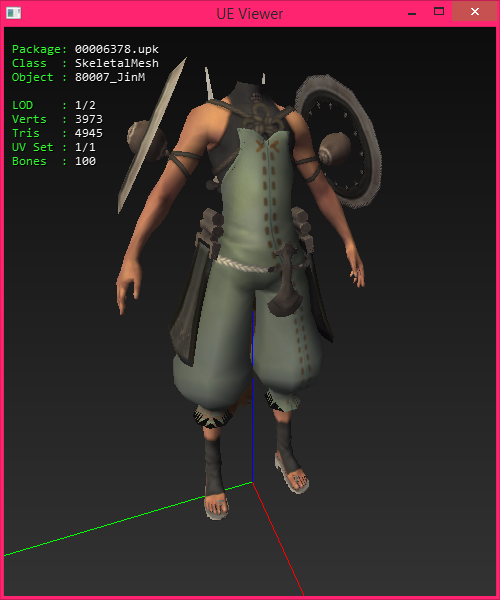 UE Viewer
Package: 00006378.upk
Class : SkeletalMesh
Object : 80007_JinM
LOD : 1/2
Verts : 3973
Tris : 4945
UV Set : 1/1
Bones : 100